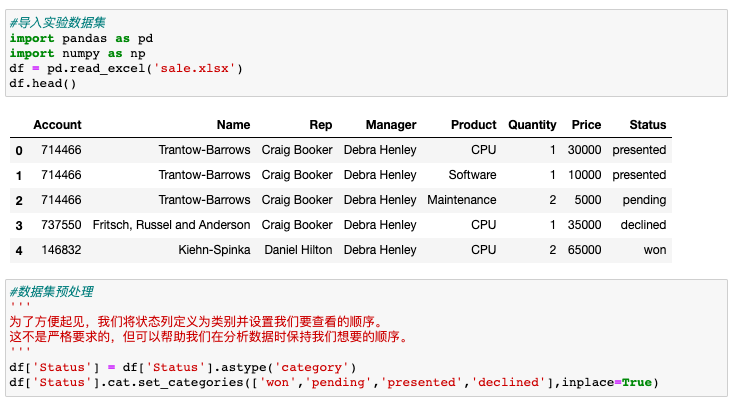 #导入实验数据集
import pandas as pd
import numpy as np
df = pd.read_excel('sale.xlsx')
df.head()
Account Name Rep Manager Product Quantity Price Status
0 714466 Trantow-Barrows Craig Booker Debra Henley CPU 1 30000 presented
1 714466 Trantow-Barrows Craig Booker Debra Henley Software 1 10000 presented
2 714466 Trantow-Barrows Craig Booker Debra Henley Maintenance 2 5000 pending
3 737550 Fritsch, Russel and Anderson Craig Booker Debra Henley CPU 1 35000 declined
4 146832 Kiehn-Spinka Daniel Hilton Debra Henley CPU 2 65000 won
#数据集预处理
'''
为了方便起见，我们将状态列定义为类别并设置我们要查看的顺序。
这不是严格要求的，但可以帮助我们在分析数据时保持我们想要的顺序。
'''
df['Status'] = df['Status'].astype('category')
df['Status'].cat.set_categories(['won','pending','presented','declined'],inplace=True)